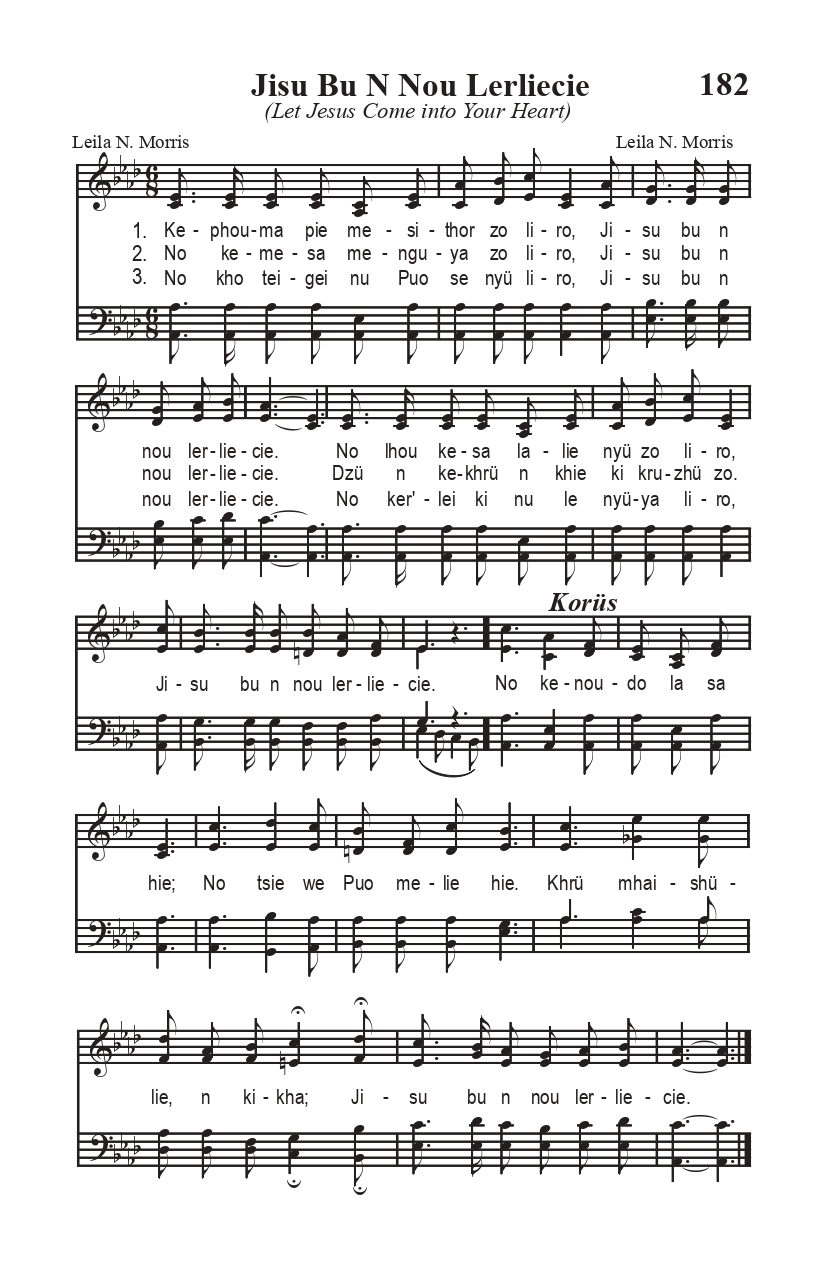 Jisu Bu N Nou Lerliecie 182
(Let Jesus Come into Your Heart)
Leila N. Morris Leila N. Morris
1. Ke - phou-ma pie me - si-thor zo li-ro, Ji - su bu n
2. No ke-me-sa me-ngu-ya zo li-ro, Ji - su bu n
3. No kho tei-gei nu Puo se nyü li-ro, Ji - su bu n
nou ler-lie-cie. No lhou ke-sa la-lie nyü zo li-ro,
nou ler-lie-cie. Dzü n ke-khrü n khie ki kru-zhü zo.
nou ler-lie-cie. No ker'-lei ki nu le nyü-ya li-ro,
Korüs
Ji- su bu n nou ler-lie-cie. No ke-nou-do la sa
hie; No tsie we Puo me-lie hie. Khrü mhai-shü-
lie, n ki-kha; Ji- su bu n nou ler-lie-cie.